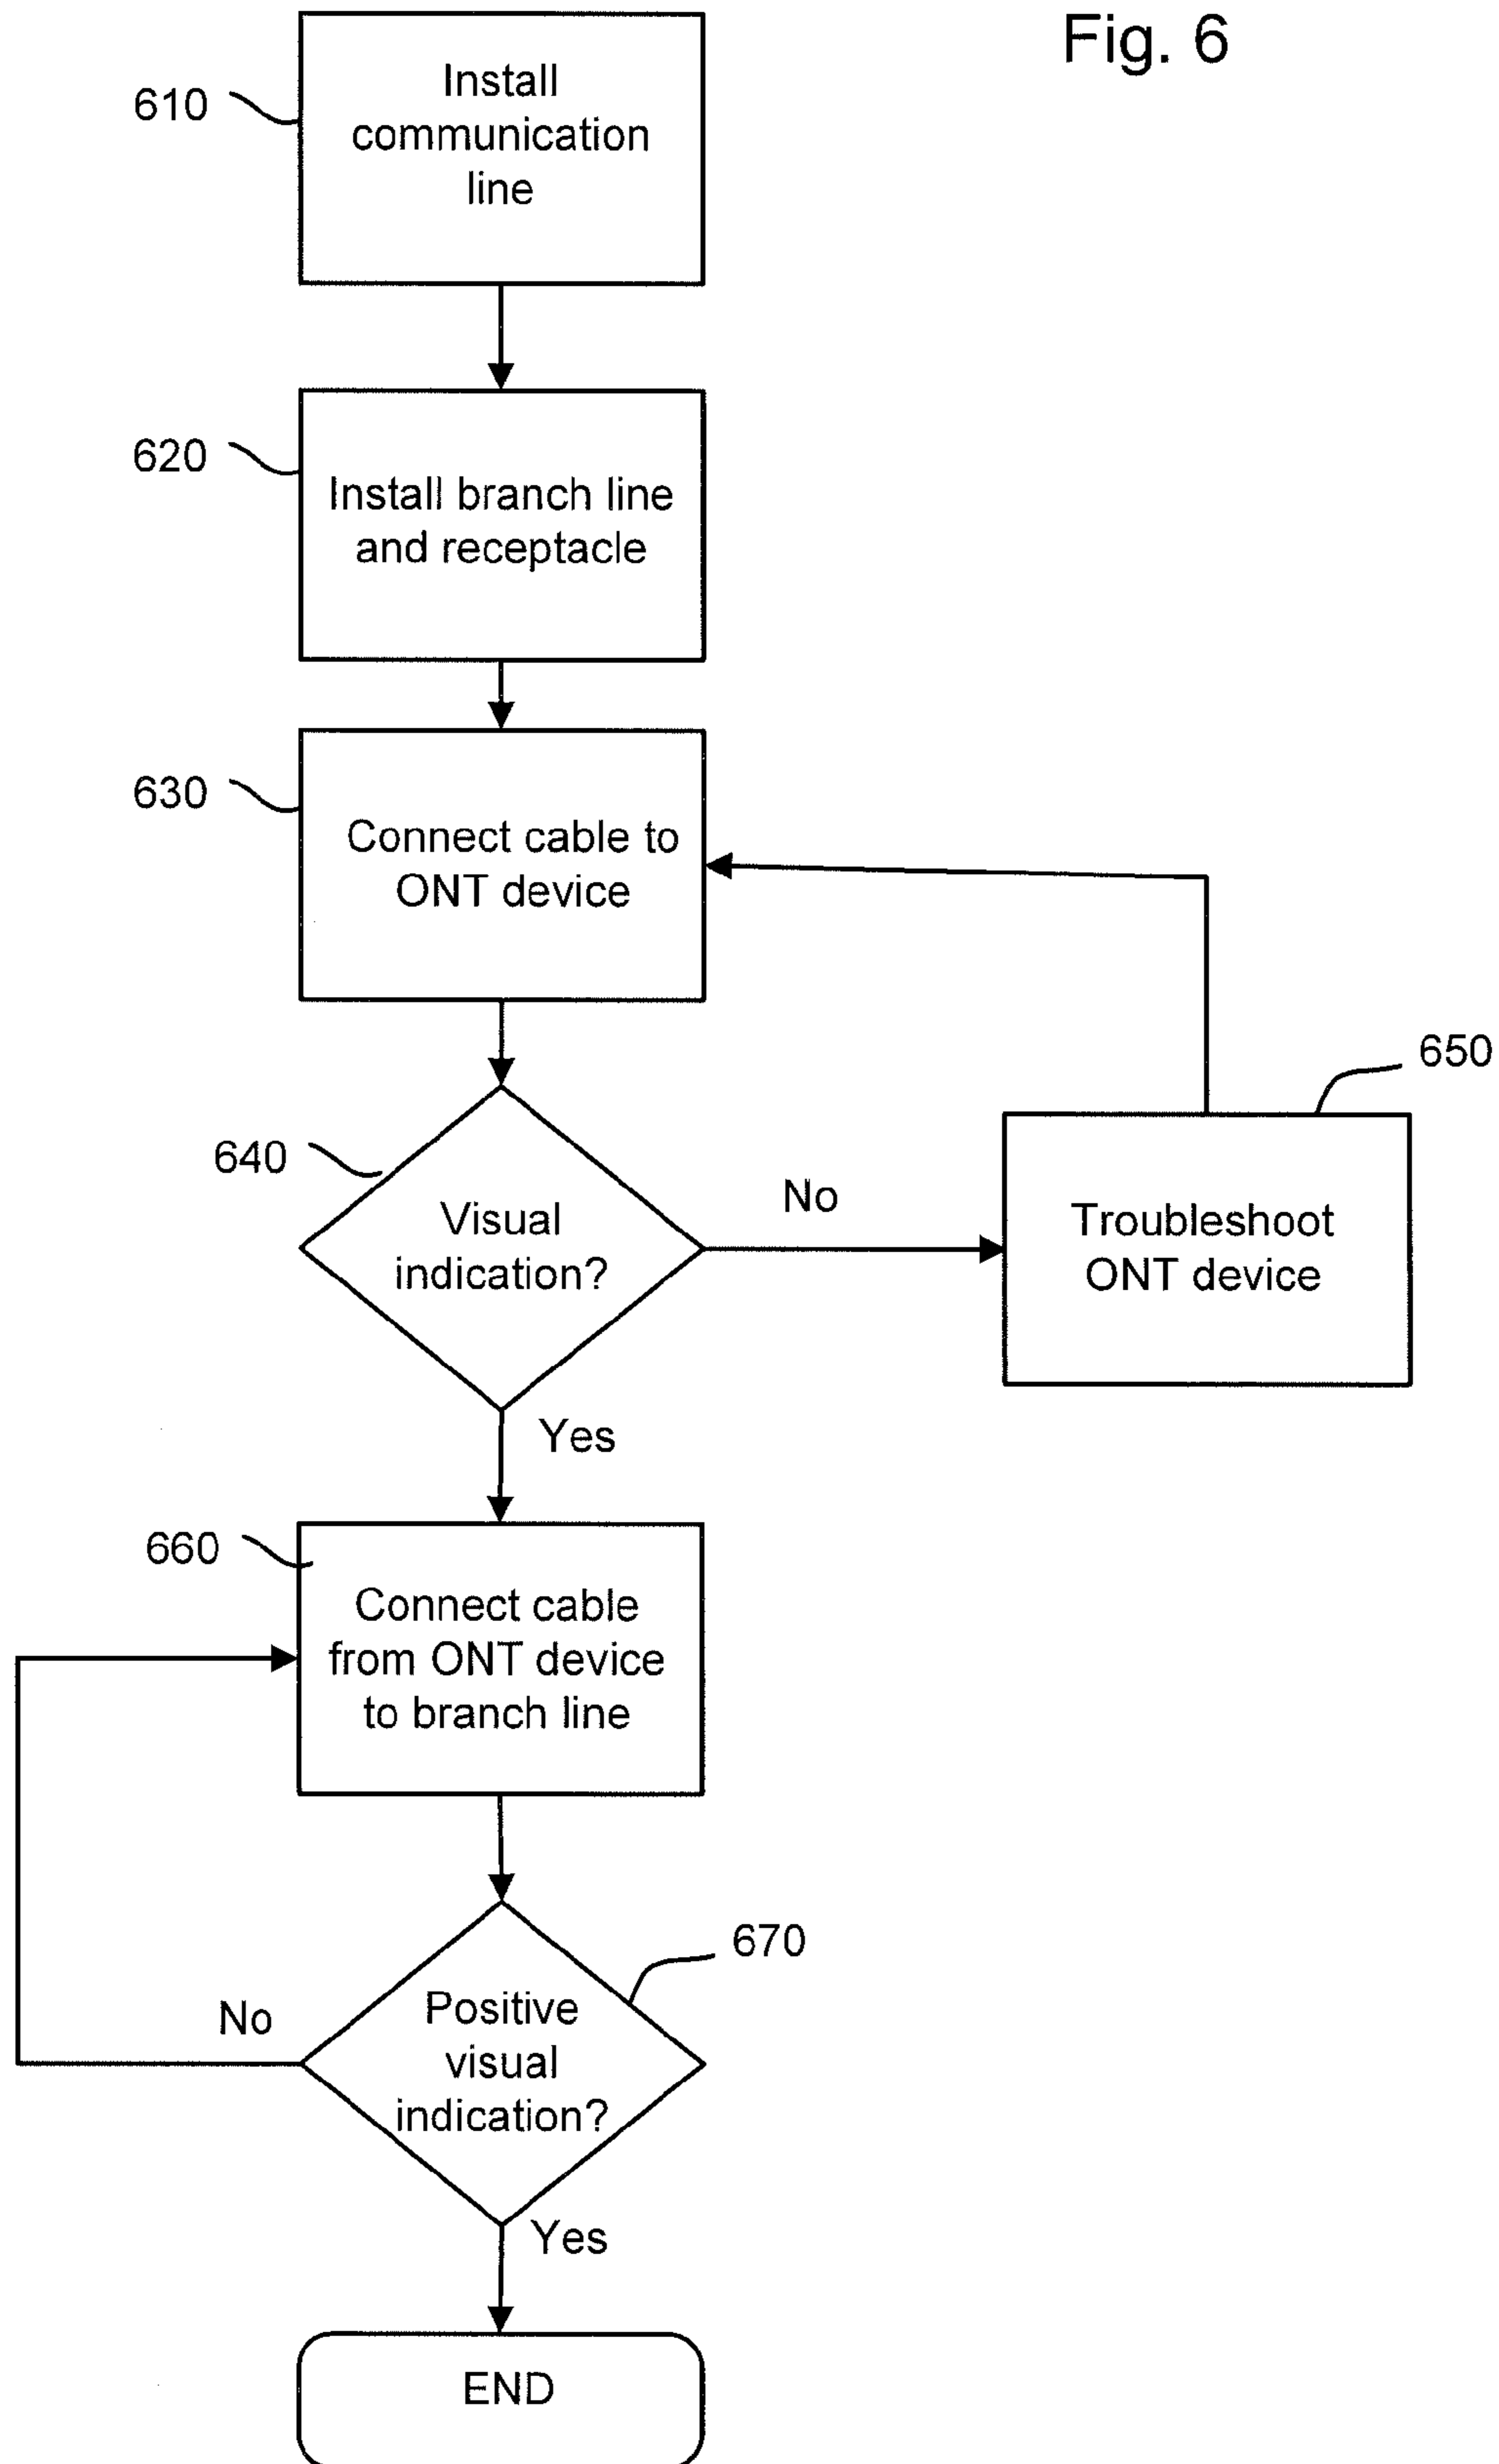 Fig. 6
610
Install
communication
line
620
Install branch line
and receptacle
630
Connect cable to
ONT device
640
Visual
indication?
No
650
Troubleshoot
ONT device
Yes
660
Connect cable
from ONT device
to branch line
670
Positive
visual
indication?
No
Yes
END